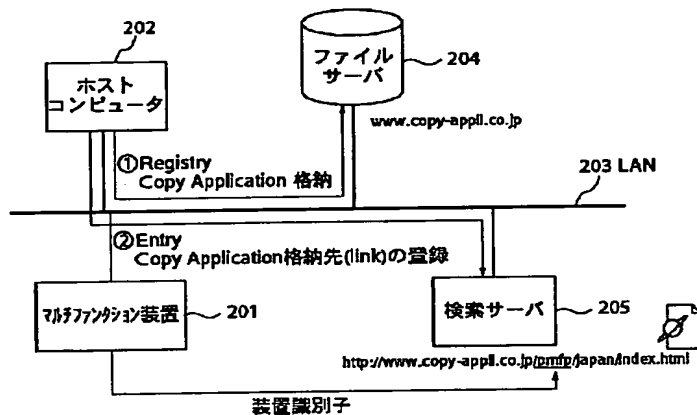 202
ホスト
コンピュータ
ファイル
サーバ
204
www.copy-appli.co.jp
①Registry
Copy Application 格納
203 LAN
②Entry
Copy Application格納先(link)の登録
マルチファンクション装置
201
検索サーバ
205
http://www.copy-appli.co.jp/pmfp/japan/index.html
装置識別子